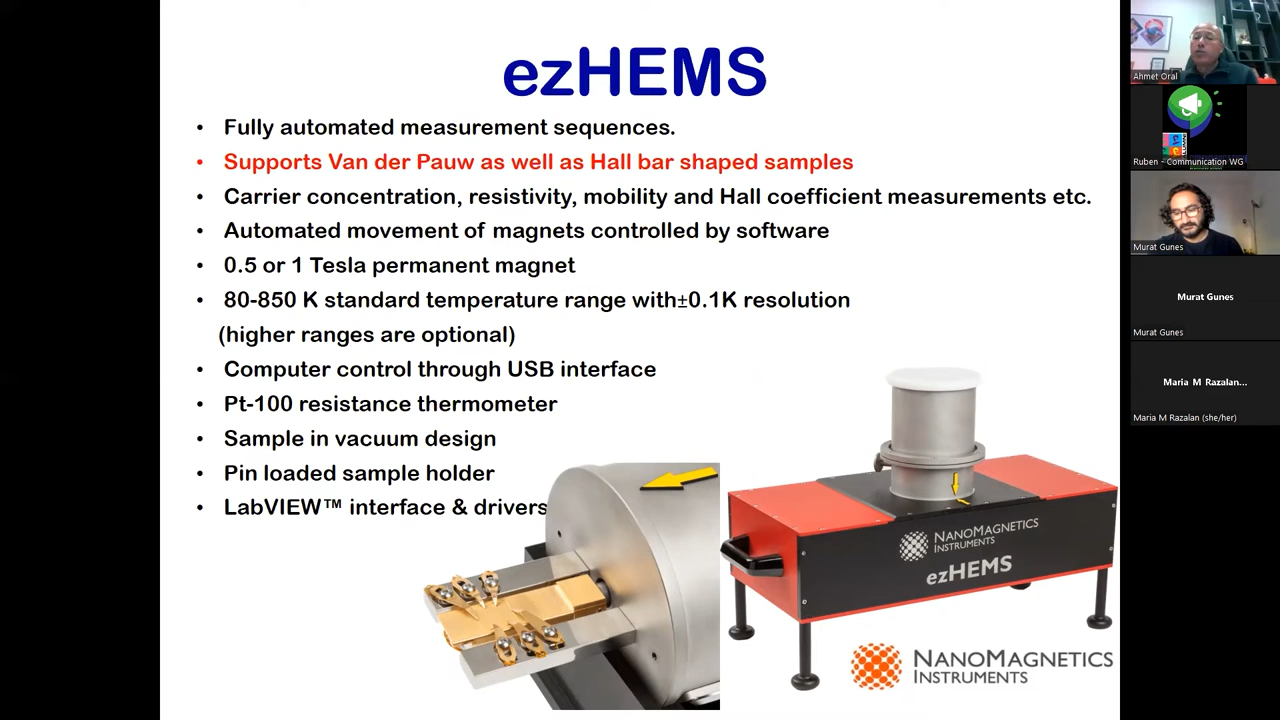 ezHEMS
• Fully automated measurement sequences.
• Supports Van der Pauw as well as Hall bar shaped samples
• Carrier concentration, resistivity, mobility and Hall coefficient measurements etc.
• Automated movement of magnets controlled by software
• 0.5 or 1 Tesla permanent magnet
• 80-850 K standard temperature range with±0.1K resolution
(higher ranges are optional)
• Computer control through USB interface
• Pt-100 resistance thermometer
• Sample in vacuum design
• Pin loaded sample holder
• LabVIEW™ interface & drivers
NANOMAGNETICS
INSTRUMENTS
ezHEMS
NANOMAGNETICS
INSTRUMENTS
Ahmet Oral
Ruben - Communication WG
Murat Gunes
Murat Gunes
Murat Gunes
Maria M Razalan...
Maria M Razalan (she/her)